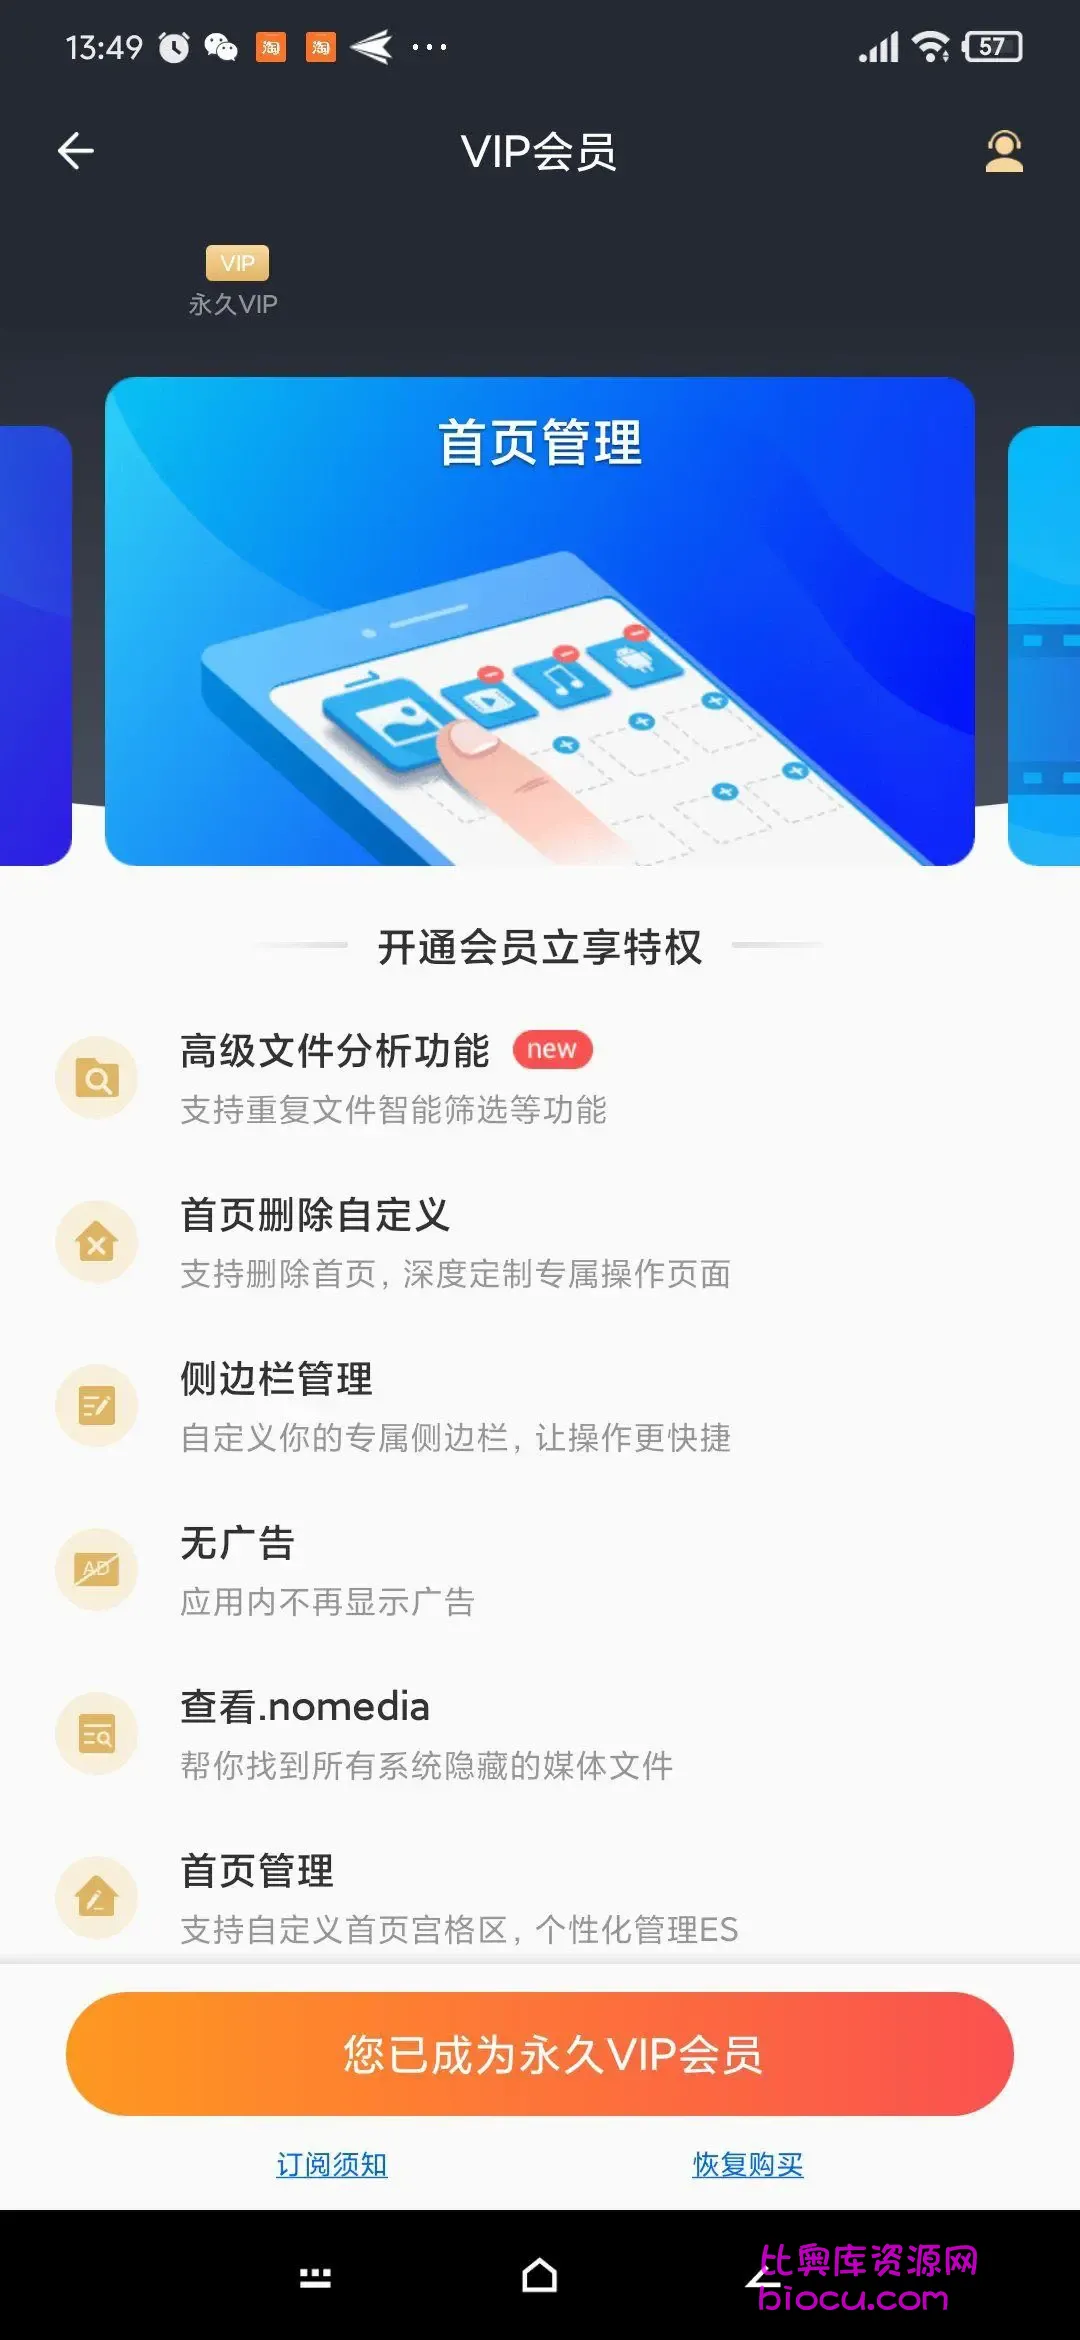 13:49 淘 淘 ... 57
VIP会员
VIP
永久VIP
首页管理
开通会员立享特权
高级文件分析功能 new
支持重复文件智能筛选等功能
首页删除自定义
支持删除首页, 深度定制专属操作页面
侧边栏管理
自定义你的专属侧边栏, 让操作更快捷
AD
无广告
应用内不再显示广告
查看.nomedia
帮你找到所有系统隐藏的媒体文件
首页管理
支持自定义首页宫格区, 个性化管理ES
您已成为永久VIP会员
订阅须知 恢复购买
比奥库资源网
biocu.com